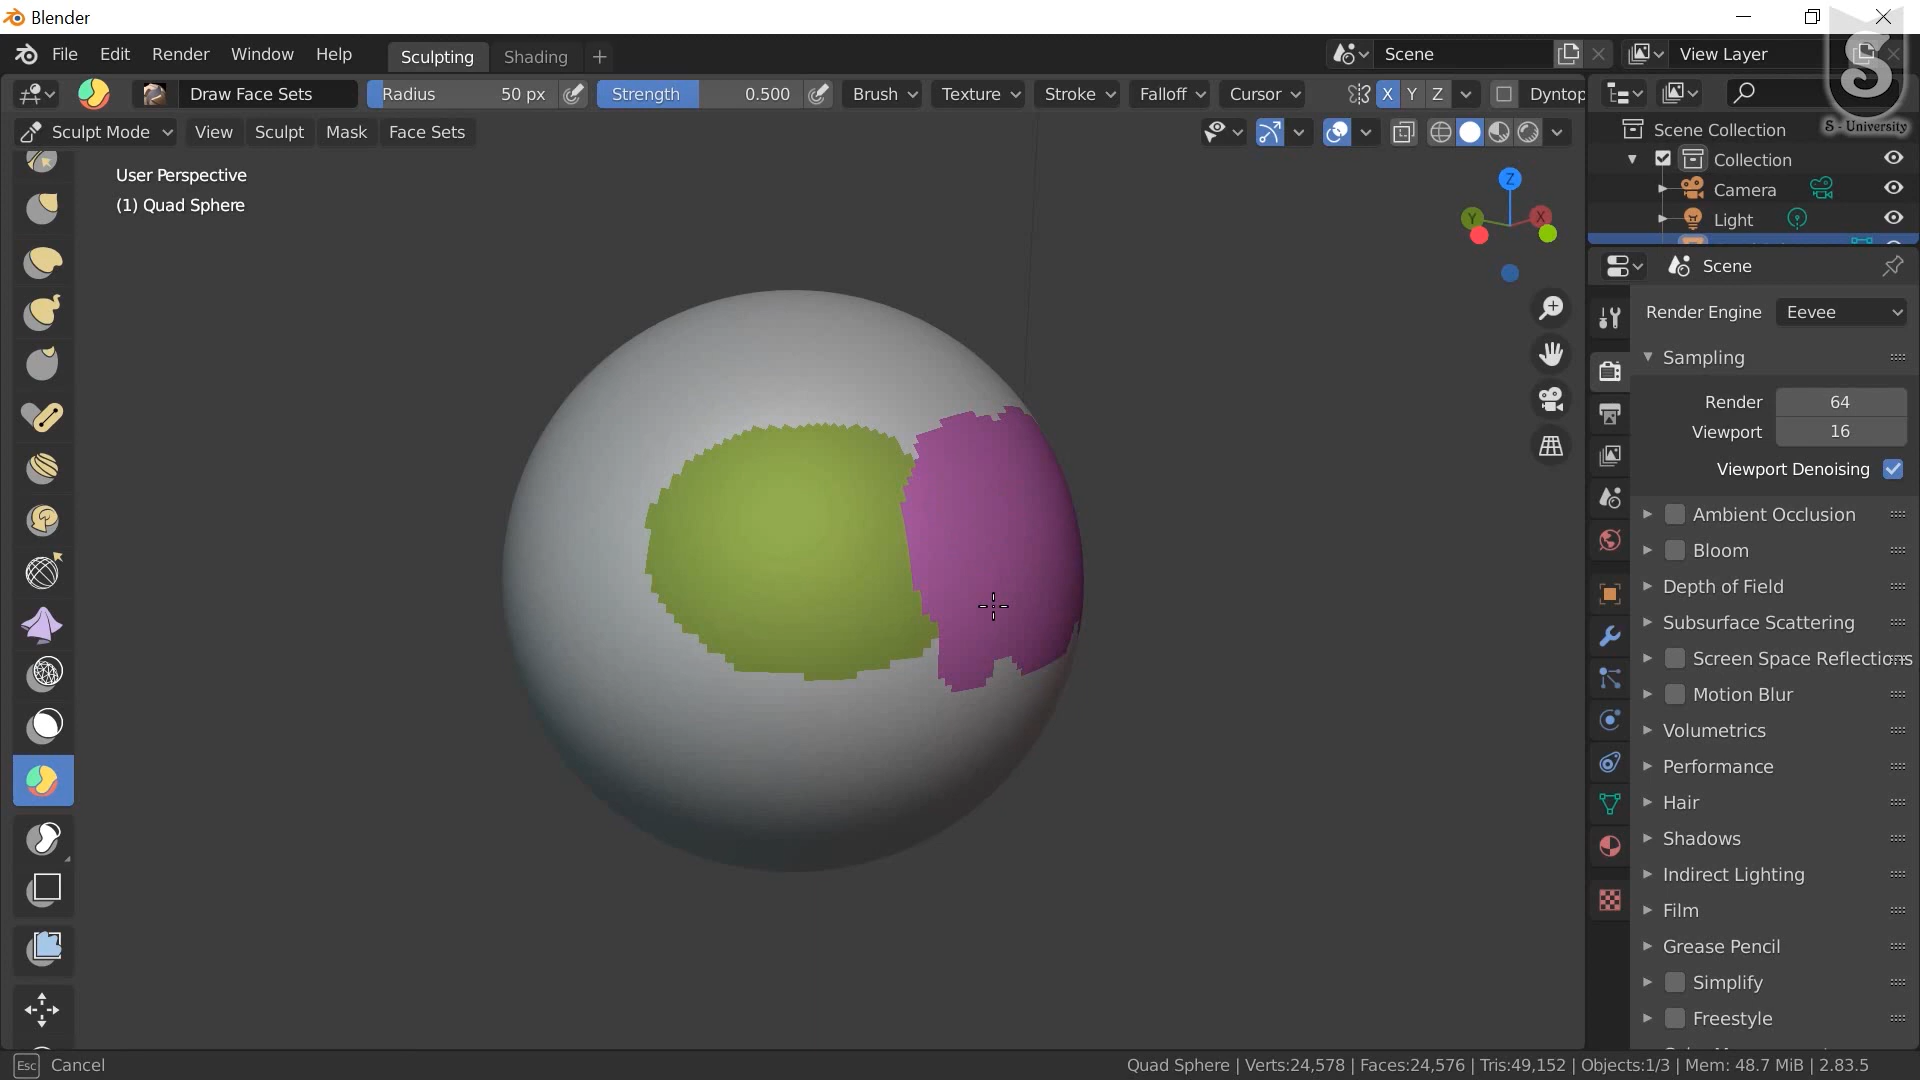 Blender
File Edit Render Window Help Sculpting Shading + Scene View Layer
Draw Face Sets Radius 50 px Strength 0.500 Brush Texture Stroke Falloff Cursor X Y Z Dyntop
Sculpt Mode View Sculpt Mask Face Sets
S - University
Scene Collection
Collection
Camera
Light
User Perspective
(1) Quad Sphere
Z
Y X
Scene
Render Engine Eevee
Sampling
Render 64
Viewport 16
Viewport Denoising
Ambient Occlusion
Bloom
Depth of Field
Subsurface Scattering
Screen Space Reflections
Motion Blur
Volumetrics
Performance
Hair
Shadows
Indirect Lighting
Film
Grease Pencil
Simplify
Freestyle
Esc Cancel
Quad Sphere | Verts:24,578 | Faces:24,576 | Tris:49,152 | Objects:1/3 | Mem: 48.7 MiB | 2.83.5